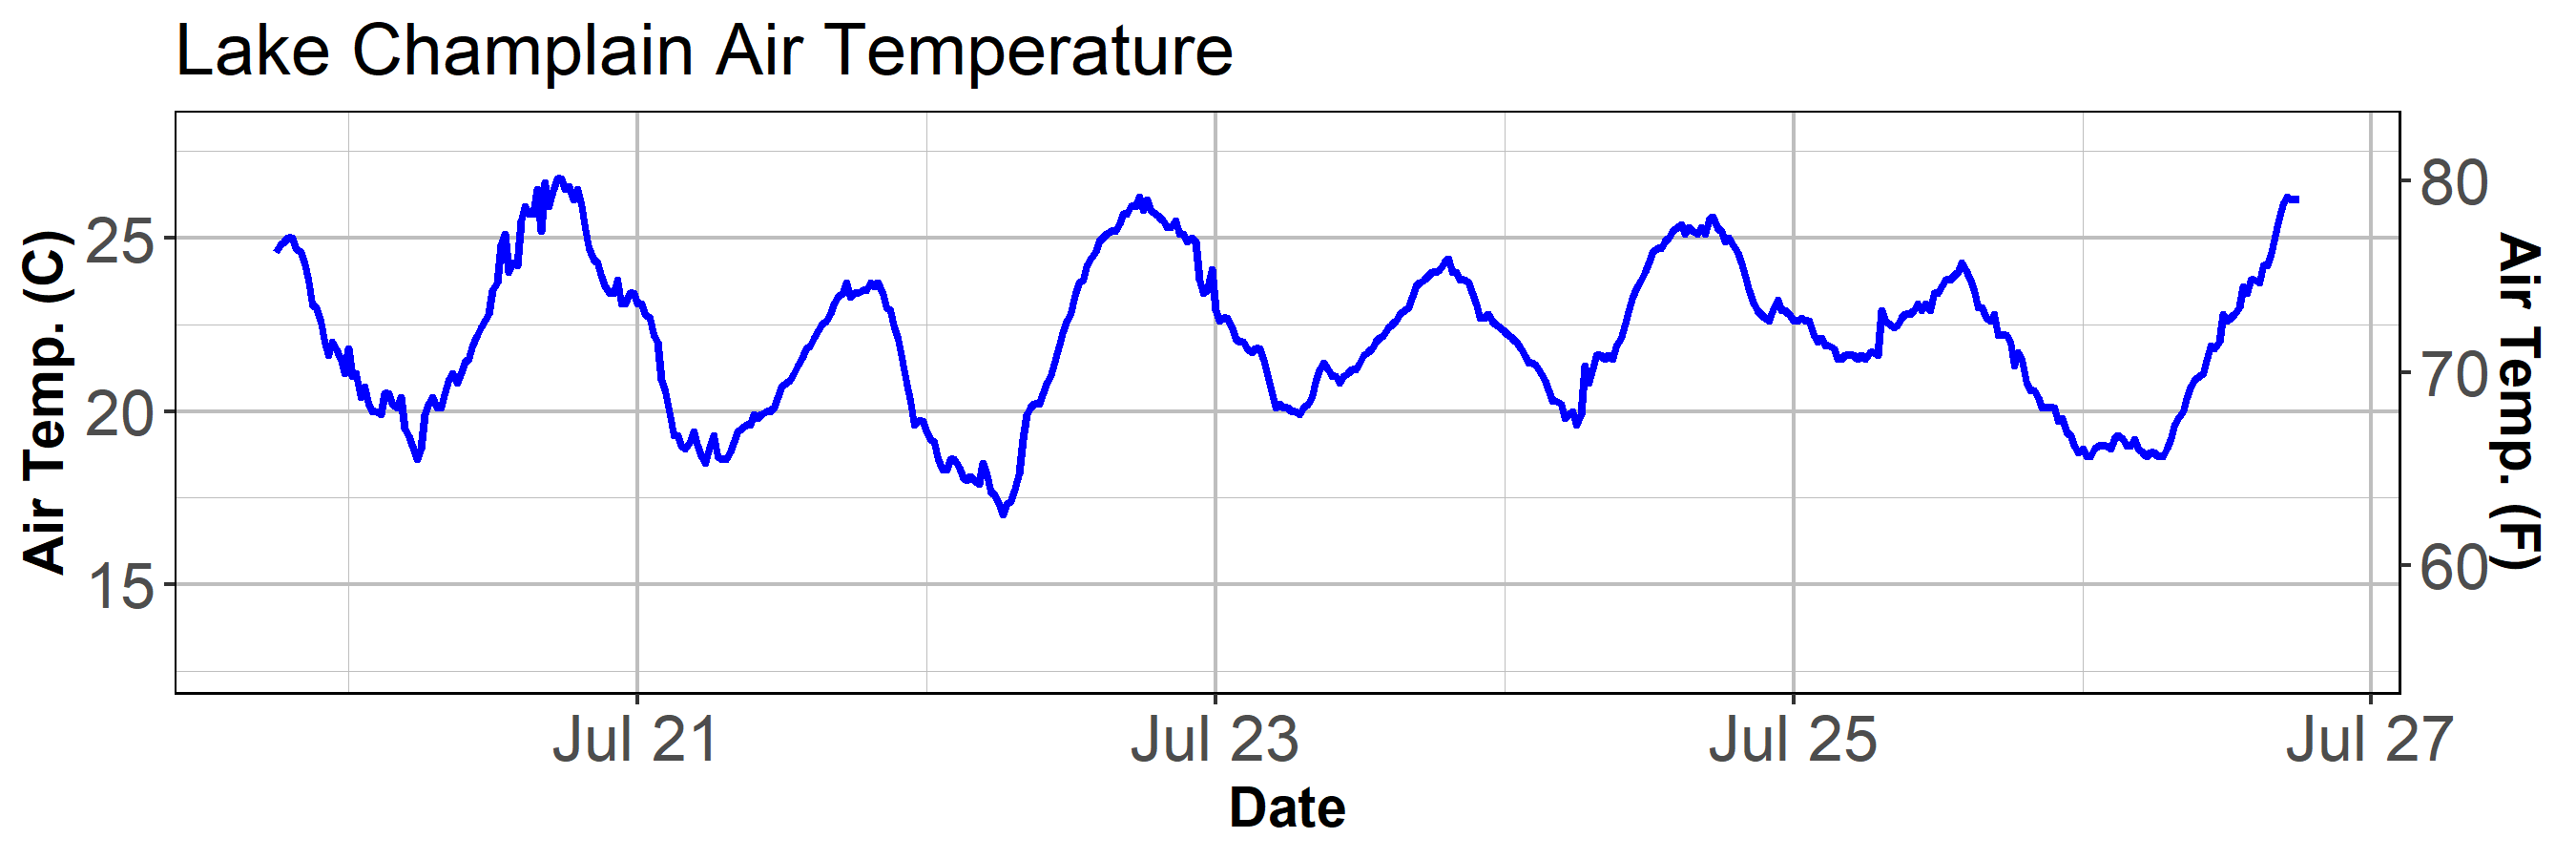 Lake Champlain Air Temperature
Air Temp. (C)
25
20
15
80
70
60
Air Temp. (F)
Jul 21
Jul 23
Jul 25
Jul 27
Date